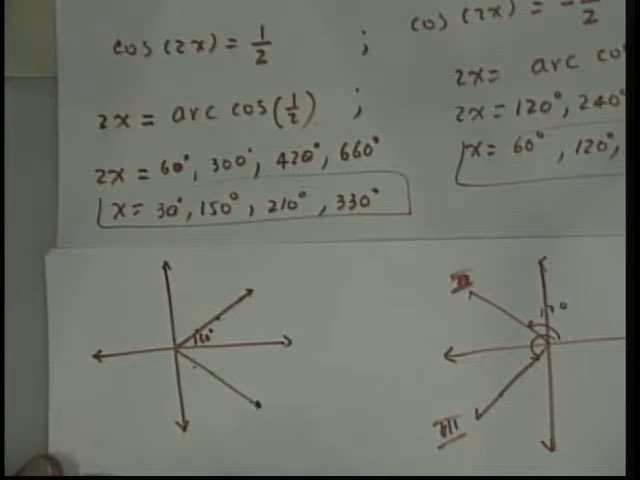 cos(2x) = 1/2 ;
2x = arc cos(1/2) ;
2x = 60°, 300°, 420°, 660°
x = 30°, 150°, 210°, 330°
cos(2x) = -1/2
2x = arc co
2x = 120°, 240°
x = 60°, 120°,
60°
II
III